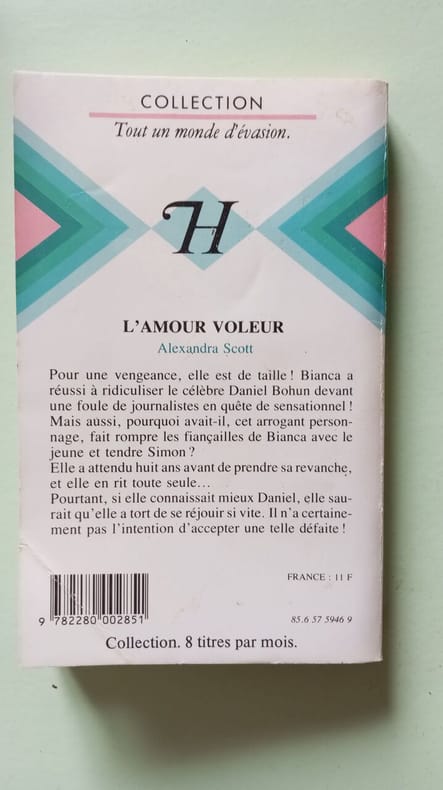 COLLECTION
Tout un monde d'évasion.
H
L'AMOUR VOLEUR
Alexandra Scott
Pour une vengeance, elle est de taille ! Bianca a
réussi à ridiculiser le célèbre Daniel Bohun devant
une foule de journalistes en quête de sensationnel !
Mais aussi, pourquoi avait-il, cet arrogant person-
nage, fait rompre les fiançailles de Bianca avec le
jeune et tendre Simon ?
Elle a attendu huit ans avant de prendre sa revanche,
et elle en rit toute seule...
Pourtant, si elle connaissait mieux Daniel, elle sau-
rait qu'elle a tort de se réjouir si vite. Il n'a certaine-
ment pas l'intention d'accepter une telle défaite !
FRANCE : 11 F
9 782280 002851
85.6 57 5946 9
Collection. 8 titres par mois.